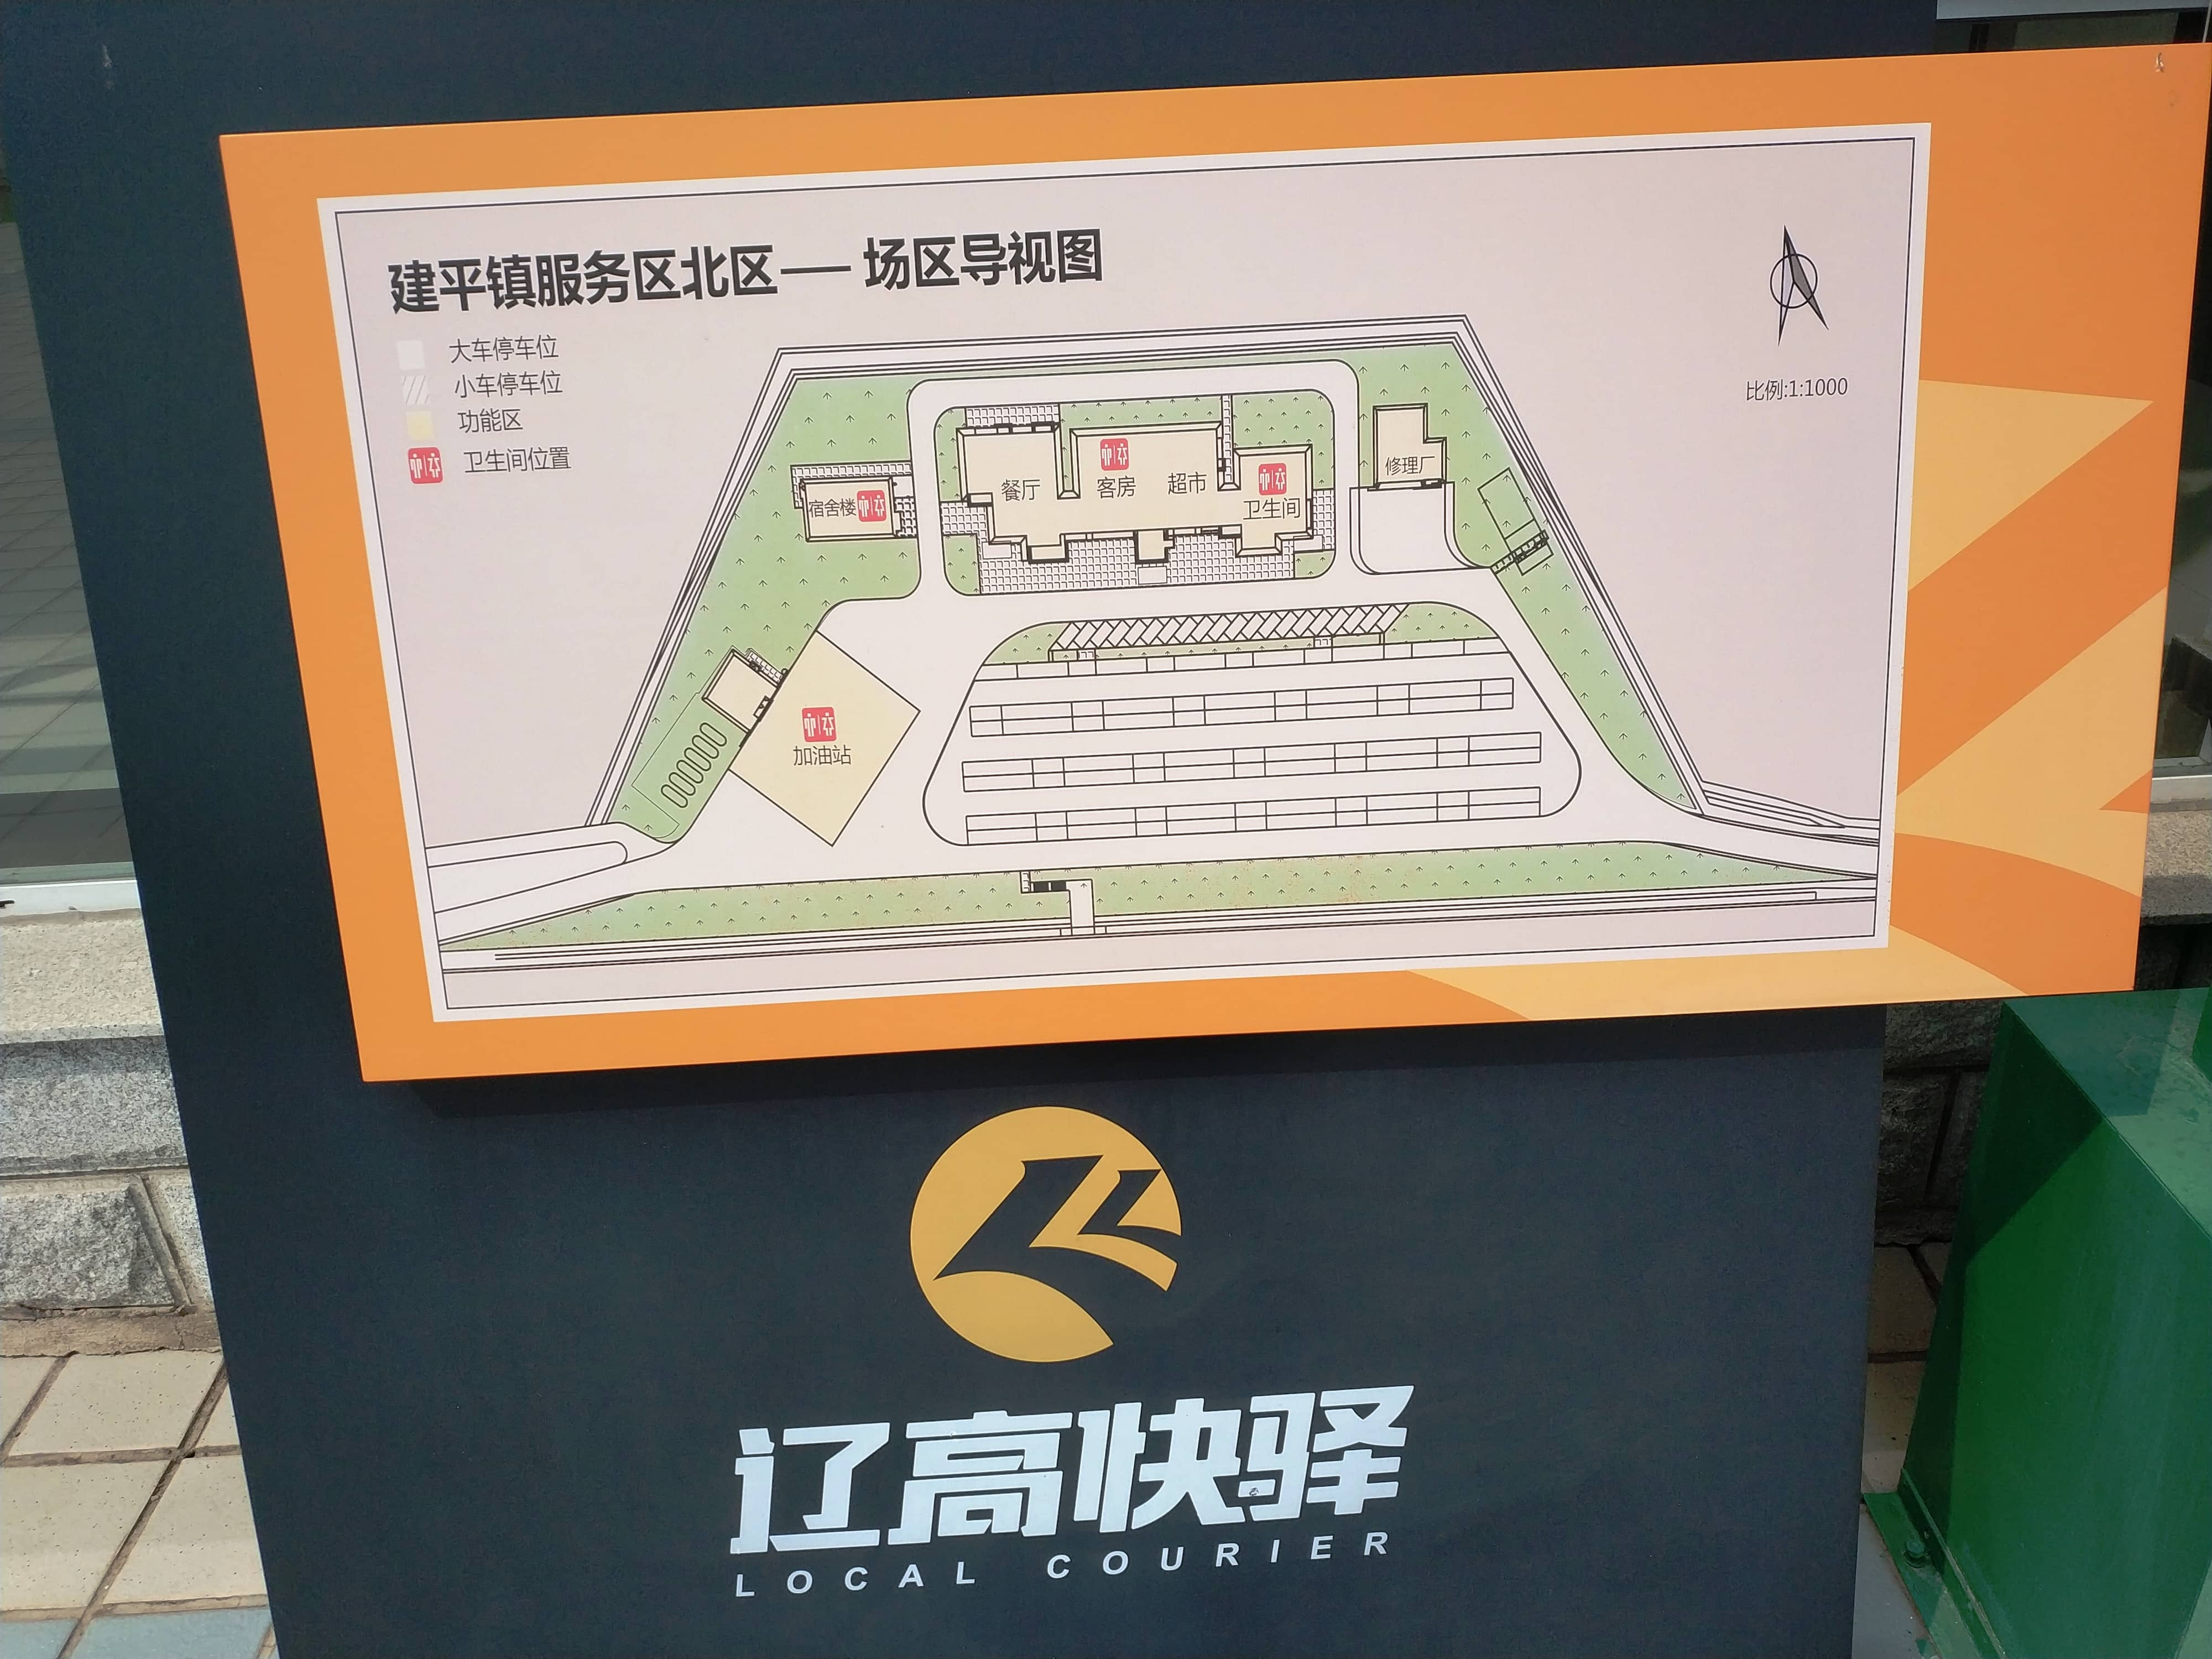 建平镇服务区北区—— 场区导视图
大车停车位
小车停车位
功能区
卫生间位置
比例:1:1000
宿舍楼
餐厅
客房
超市
卫生间
修理厂
加油站
辽高快驿
LOCAL COURIER